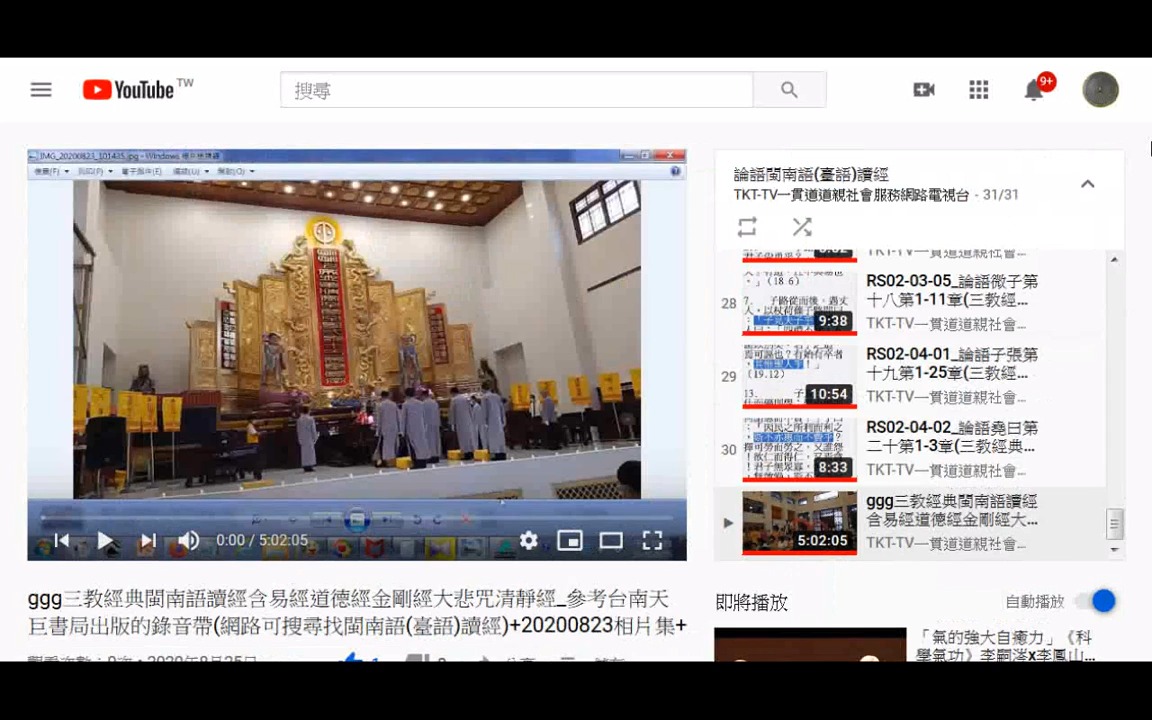 YouTube TW
搜尋
9+
IMG_20200823_101435.jpg - Windows
0:00 / 5:02:05
ggg三教經典閩南語讀經含易經道德經金剛經大悲咒清靜經_參考台南天
巨書局出版的錄音帶(網路可搜尋找閩南語(臺語)讀經)+20200823相片集+
論語閩南語(臺語)讀經
TKT-TV一貫道道親社會服務網路電視台 - 31/31
28
9:38
RS02-03-05_論語微子第
十八第1-11章(三教經...
TKT-TV一貫道道親社會...
29
10:54
RS02-04-01_論語子張第
十九第1-25章(三教經...
TKT-TV一貫道道親社會...
30
8:33
RS02-04-02_論語堯曰第
二十第1-3章(三教經典...
TKT-TV一貫道道親社會...
5:02:05
ggg三教經典閩南語讀經
含易經道德經金剛經大...
TKT-TV一貫道道親社會...
即將播放
自動播放
「氣的強大自癒力」《科
學氣功》李嗣涔x李鳳山...